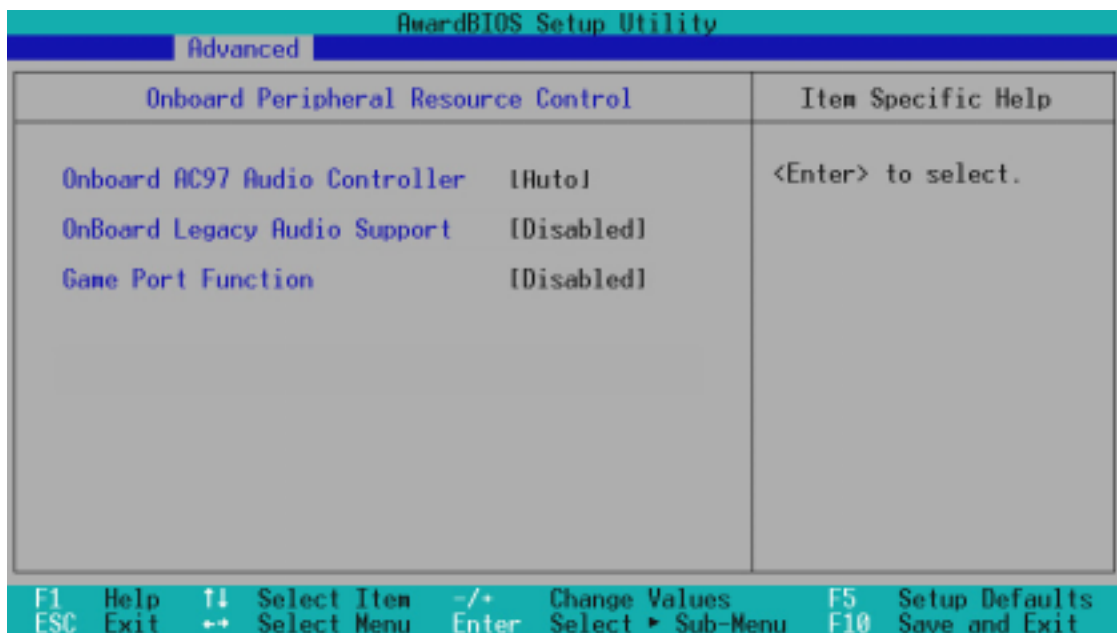 AwardBIOS Setup Utility
Advanced
Onboard Peripheral Resource Control
Item Specific Help
Onboard AC97 Audio Controller [Auto]
OnBoard Legacy Audio Support [Disabled]
Game Port Function [Disabled]
<Enter> to select.
F1 Help ↑↓ Select Item -/+ Change Values F5 Setup Defaults
ESC Exit ←→ Select Menu Enter Select ► Sub-Menu F10 Save and Exit